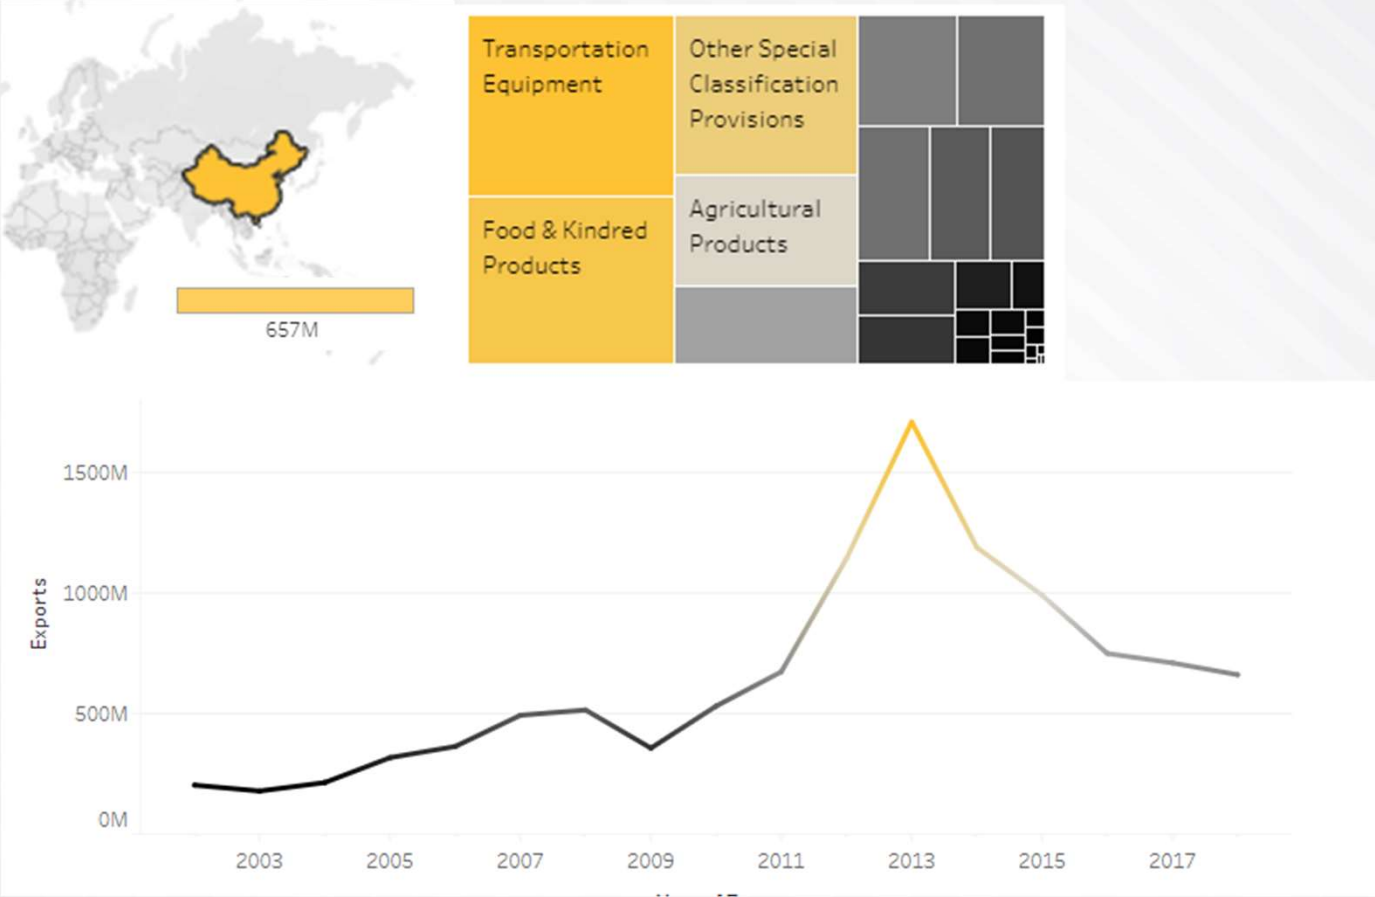 Transportation
Equipment
Other Special
Classification
Provisions
Food & Kindred
Products
Agricultural
Products
657M
1500M
1000M
500M
0M
Exports
2003
2005
2007
2009
2011
2013
2015
2017